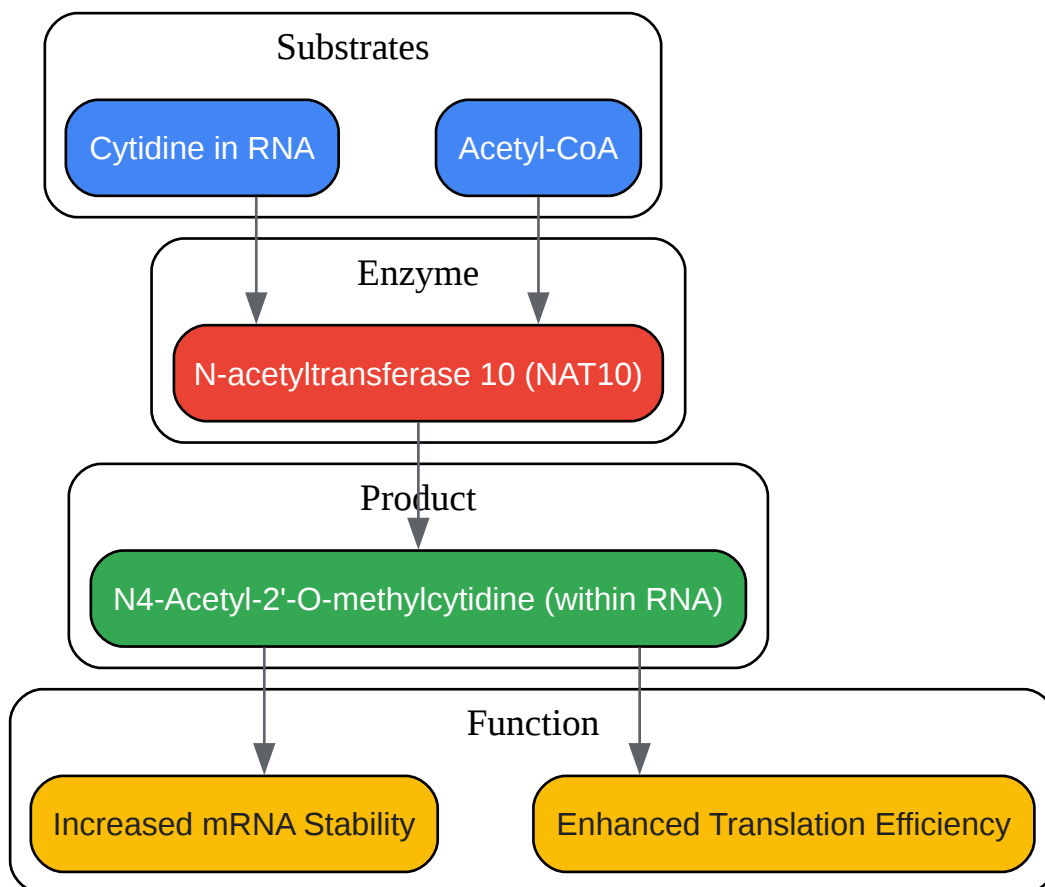 Substrates
Cytidine in RNA
Acetyl-CoA
Enzyme
N-acetyltransferase 10 (NAT10)
Product
N4-Acetyl-2'-O-methylcytidine (within RNA)
Function
Increased mRNA Stability
Enhanced Translation Efficiency